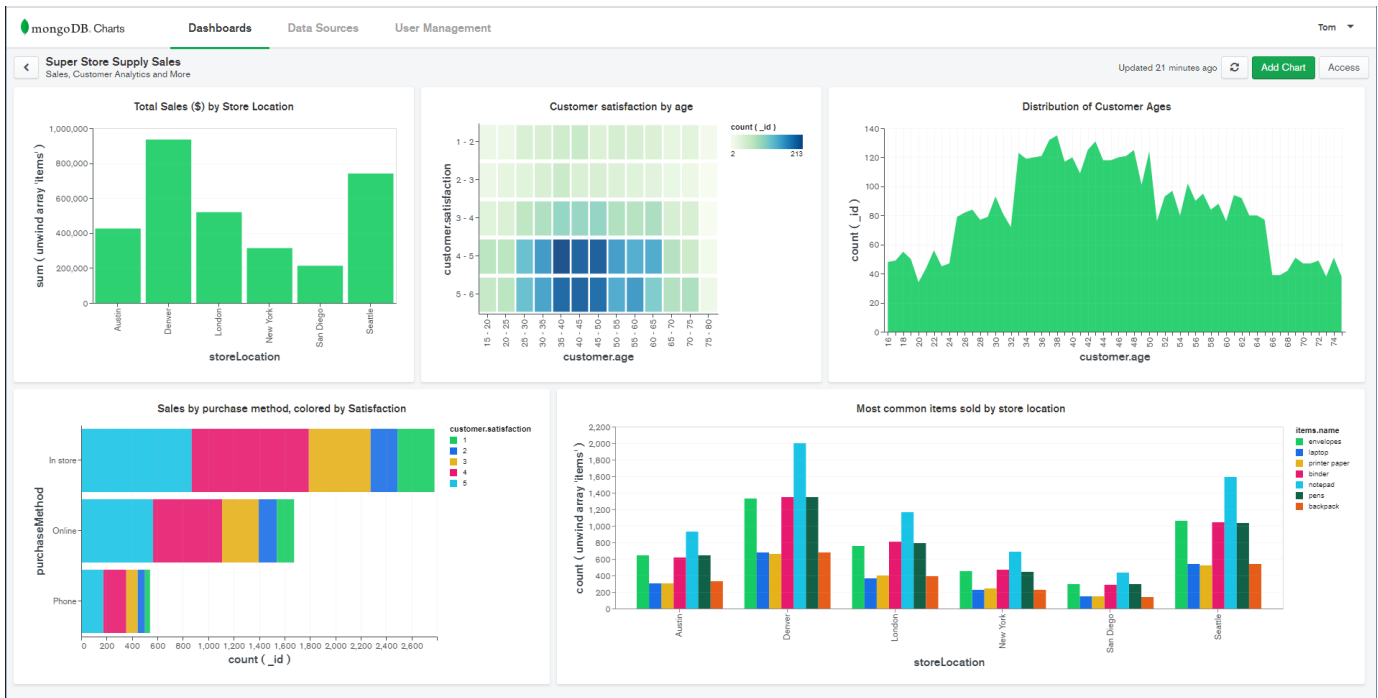 mongoDB. Charts
Dashboards
Data Sources
User Management
Tom
Super Store Supply Sales
Sales, Customer Analytics and More
Updated 21 minutes ago
Add Chart
Access
Total Sales ($) by Store Location
sum ( unwind array 'items' )
1,000,000
800,000
600,000
400,000
200,000
0
Austin
Denver
London
New York
San Diego
Seattle
storeLocation
Customer satisfaction by age
count ( _id )
2 213
customer.satisfaction
1 - 2
2 - 3
3 - 4
4 - 5
5 - 6
15 - 20
20 - 25
25 - 30
30 - 35
35 - 40
40 - 45
45 - 50
50 - 55
55 - 60
60 - 65
65 - 70
70 - 75
75 - 80
customer.age
Distribution of Customer Ages
count ( _id )
140
120
100
80
60
40
20
0
16
18
20
22
24
26
28
30
32
34
36
38
40
42
44
46
48
50
52
54
56
58
60
62
64
66
68
70
72
74
customer.age
Sales by purchase method, colored by Satisfaction
purchaseMethod
In store
Online
Phone
0 200 400 600 800 1,000 1,200 1,400 1,600 1,800 2,000 2,200 2,400 2,600
count ( _id )
customer.satisfaction
1
2
3
4
5
Most common items sold by store location
count ( unwind array 'items' )
2,200
2,000
1,800
1,600
1,400
1,200
1,000
800
600
400
200
0
Austin
Denver
London
New York
San Diego
Seattle
storeLocation
items.name
envelopes
laptop
printer paper
binder
notepad
pens
backpack